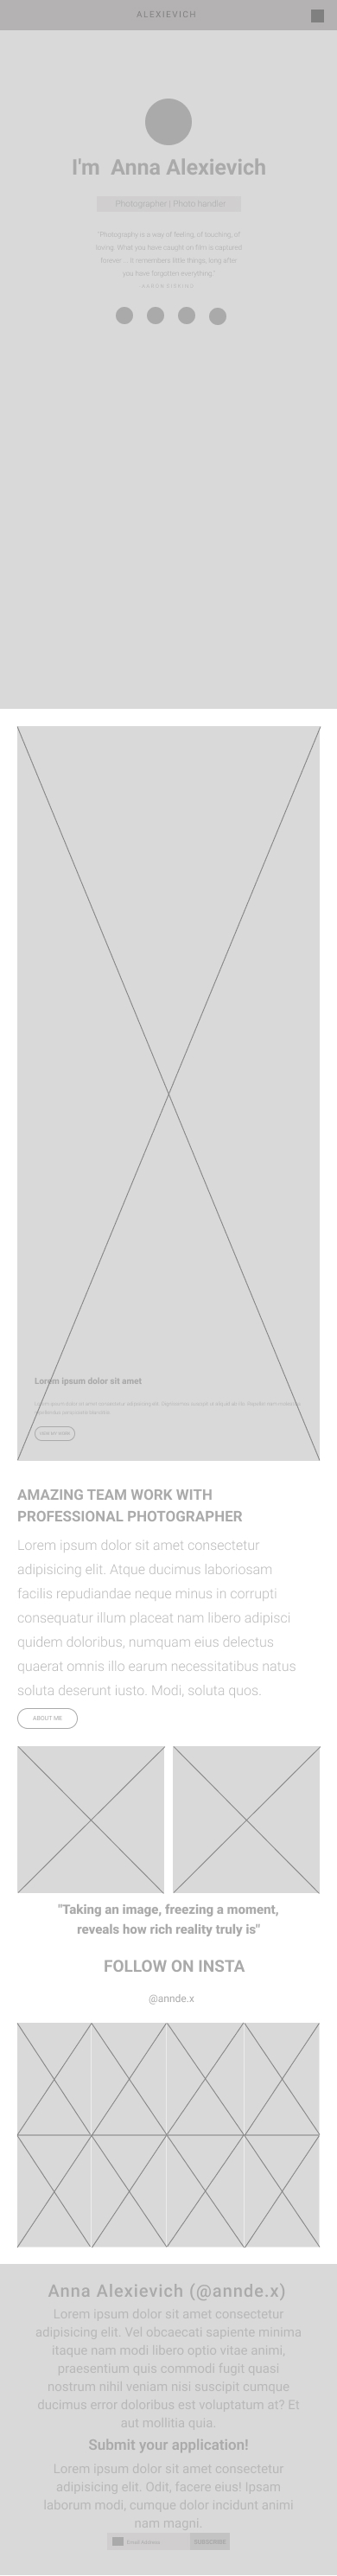 ALEXIEVICH
I'm Anna Alexievich
Photographer | Photo handler
"Photography is a way of feeling, of touching, of
loving. What you have caught on film is captured
forever ... it remembers little things, long after
you have forgotten everything."
- AARON SISKIND
Lorem ipsum dolor sit amet
AMAZING TEAM WORK WITH
PROFESSIONAL PHOTOGRAPHER
Lorem ipsum dolor sit amet consectetur
adipisicing elit. Atque ducimus laboriosam
facilis repudiandae neque minus in corrupti
consequatur illum placeat nam libero adipisci
quidem doloribus, numquam eius delectus
quaerat omnis illo earum necessitatibus natus
soluta deserunt iusto. Modi, soluta quos.
ABOUT ME
"Taking an image, freezing a moment,
reveals how rich reality truly is"
FOLLOW ON INSTA
@annde.x
Anna Alexievich (@annde.x)
Lorem ipsum dolor sit amet consectetur
adipisicing elit. Vel obcaecati sapiente minima
itaque nam modi libero optio vitae animi,
praesentium quis commodi fugit quasi
nostrum nihil veniam nisi suscipit cumque
ducimus error doloribus est voluptatum at? Et
aut mollitia quia.
Submit your application!
Lorem ipsum dolor sit amet consectetur
adipisicing elit. Odit, facere eius! Ipsam
laborum modi, cumque dolor incidunt animi
nam magni.
Email Address
SUBSCRIBE